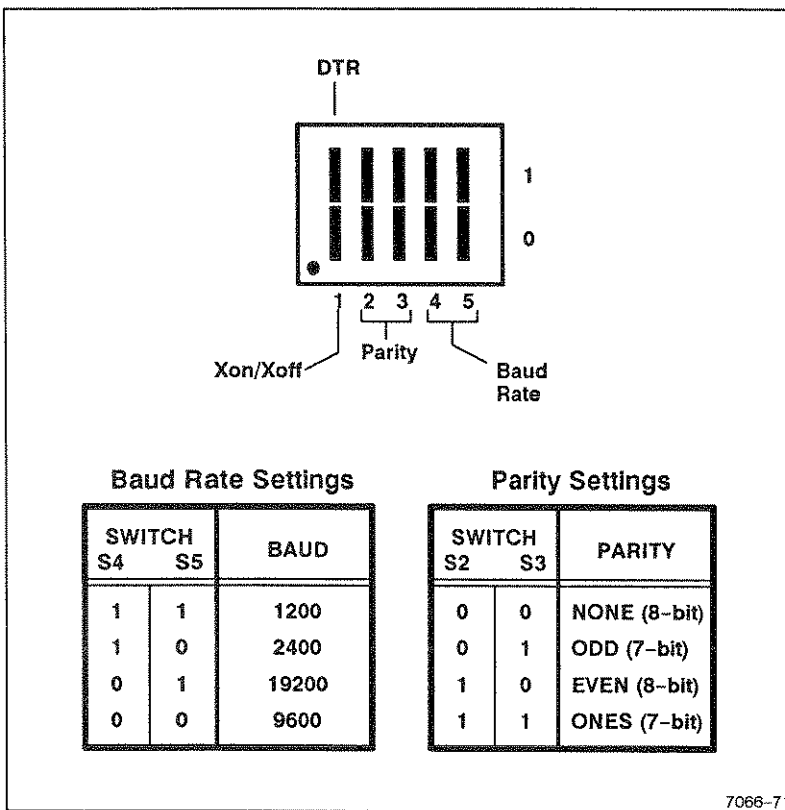 DTR
1
0
1 2 3 4 5
Xon/Xoff
Parity
Baud
Rate
Baud Rate Settings
SWITCH BAUD
S4 S5
1 1 1200
1 0 2400
0 1 19200
0 0 9600
Parity Settings
SWITCH PARITY
S2 S3
0 0 NONE (8-bit)
0 1 ODD (7-bit)
1 0 EVEN (8-bit)
1 1 ONES (7-bit)